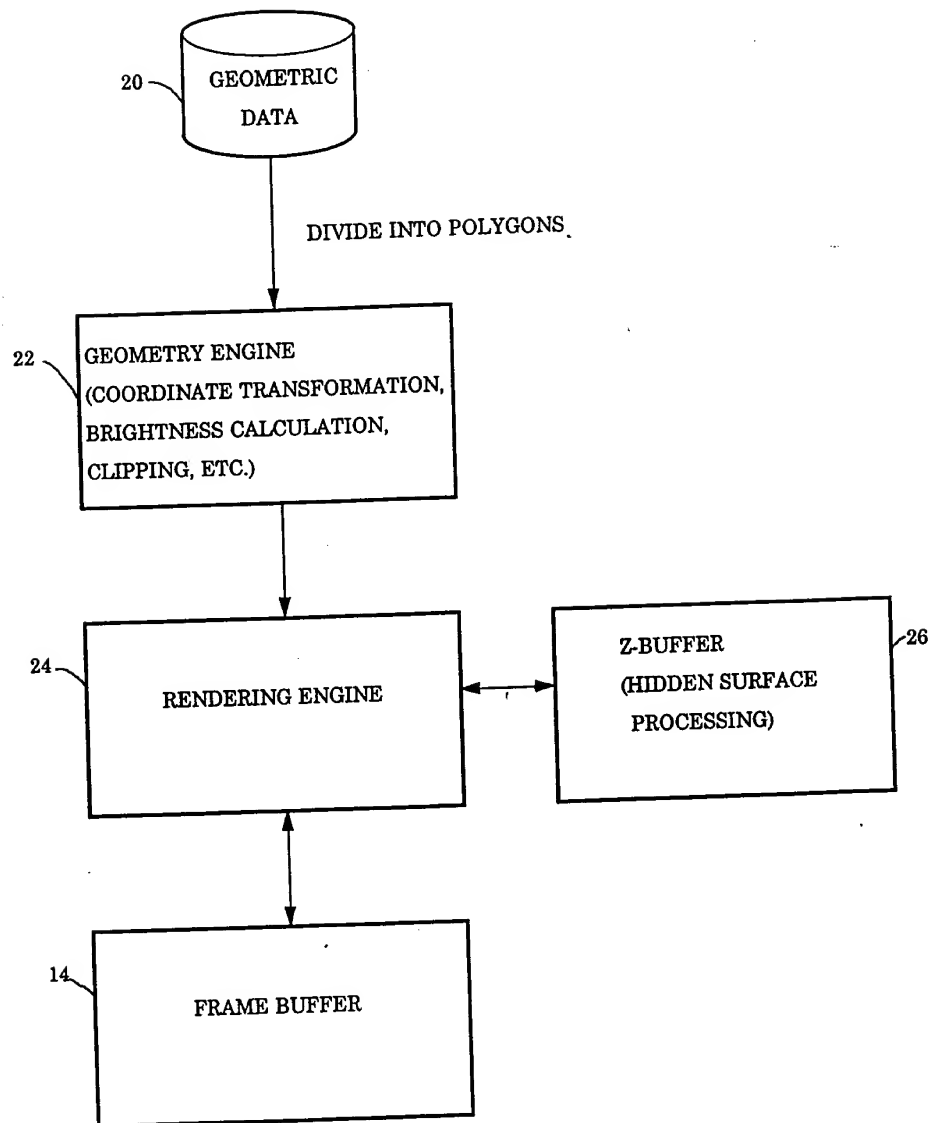 GEOMETRIC
DATA
20
DIVIDE INTO POLYGONS
22
GEOMETRY ENGINE
(COORDINATE TRANSFORMATION,
BRIGHTNESS CALCULATION,
CLIPPING, ETC.)
24
RENDERING ENGINE
Z-BUFFER
(HIDDEN SURFACE
PROCESSING)
26
14
FRAME BUFFER